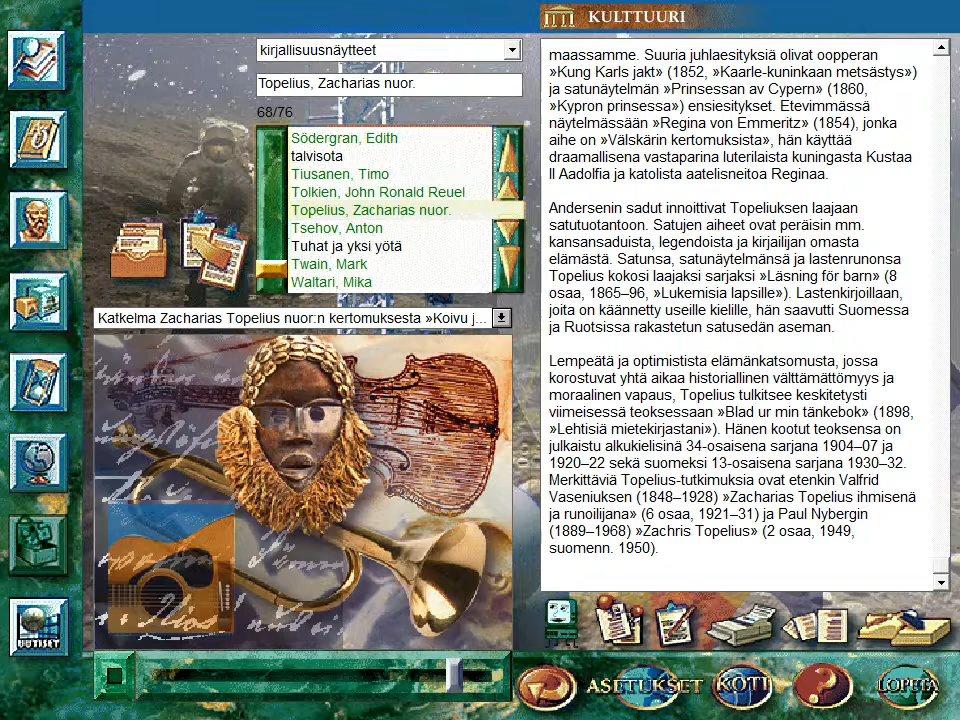 KULTTUURI
kirjallisuusnäytteet
Topelius, Zacharias nuor.
68/76
Södergran, Edith
talvisota
Tiusanen, Timo
Tolkien, John Ronald Reuel
Topelius, Zacharias nuor.
Tsehov, Anton
Tuhat ja yksi yötä
Twain, Mark
Waltari, Mika
Katkelma Zacharias Topelius nuor:n kertomuksesta »Koivu j...
maassamme. Suuria juhlaesityksiä olivat oopperan
»Kung Karls jakt» (1852, »Kaarle-kuninkaan metsästys»)
ja satunäytelmän »Prinsessan av Cypern» (1860,
»Kypron prinsessa») ensiesitykset. Etevimmässä
näytelmässään »Regina von Emmeritz» (1854), jonka
aihe on »Välskärin kertomuksista», hän käyttää
draamallisena vastaparina luterilaista kuningasta Kustaa
II Aadolfia ja katolista aatelisneitoa Reginaa.
Andersenin sadut innoittivat Topeliuksen laajaan
satutuotantoon. Satujen aiheet ovat peräisin mm.
kansansaduista, legendoista ja kirjailijan omasta
elämästä. Satunsa, satunäytelmänsä ja lastenrunonsa
Topelius kokosi laajaksi sarjaksi »Läsning för barn» (8
osaa, 1865–96, »Lukemisia lapsille»). Lastenkirjoillaan,
joita on käännetty useille kielille, hän saavutti Suomessa
ja Ruotsissa rakastetun satusedän aseman.
Lempeätä ja optimistista elämänkatsomusta, jossa
korostuvat yhtä aikaa historiallinen välttämättömyys ja
moraalinen vapaus, Topelius tulkitsee keskitetysti
viimeisessä teoksessaan »Blad ur min tänkebok» (1898,
»Lehtisiä mietekirjastani»). Hänen kootut teoksensa on
julkaistu alkukielisinä 34-osaisena sarjana 1904–07 ja
1920–22 sekä suomeksi 13-osaisena sarjana 1930–32.
Merkittäviä Topelius-tutkimuksia ovat etenkin Valfrid
Vaseniuksen (1848–1928) »Zacharias Topelius ihmisenä
ja runoilijana» (6 osaa, 1921–31) ja Paul Nybergin
(1889–1968) »Zachris Topelius» (2 osaa, 1949,
suomenn. 1950).
UUTISET
ASETUKSET
KOTI
?
LOPETA